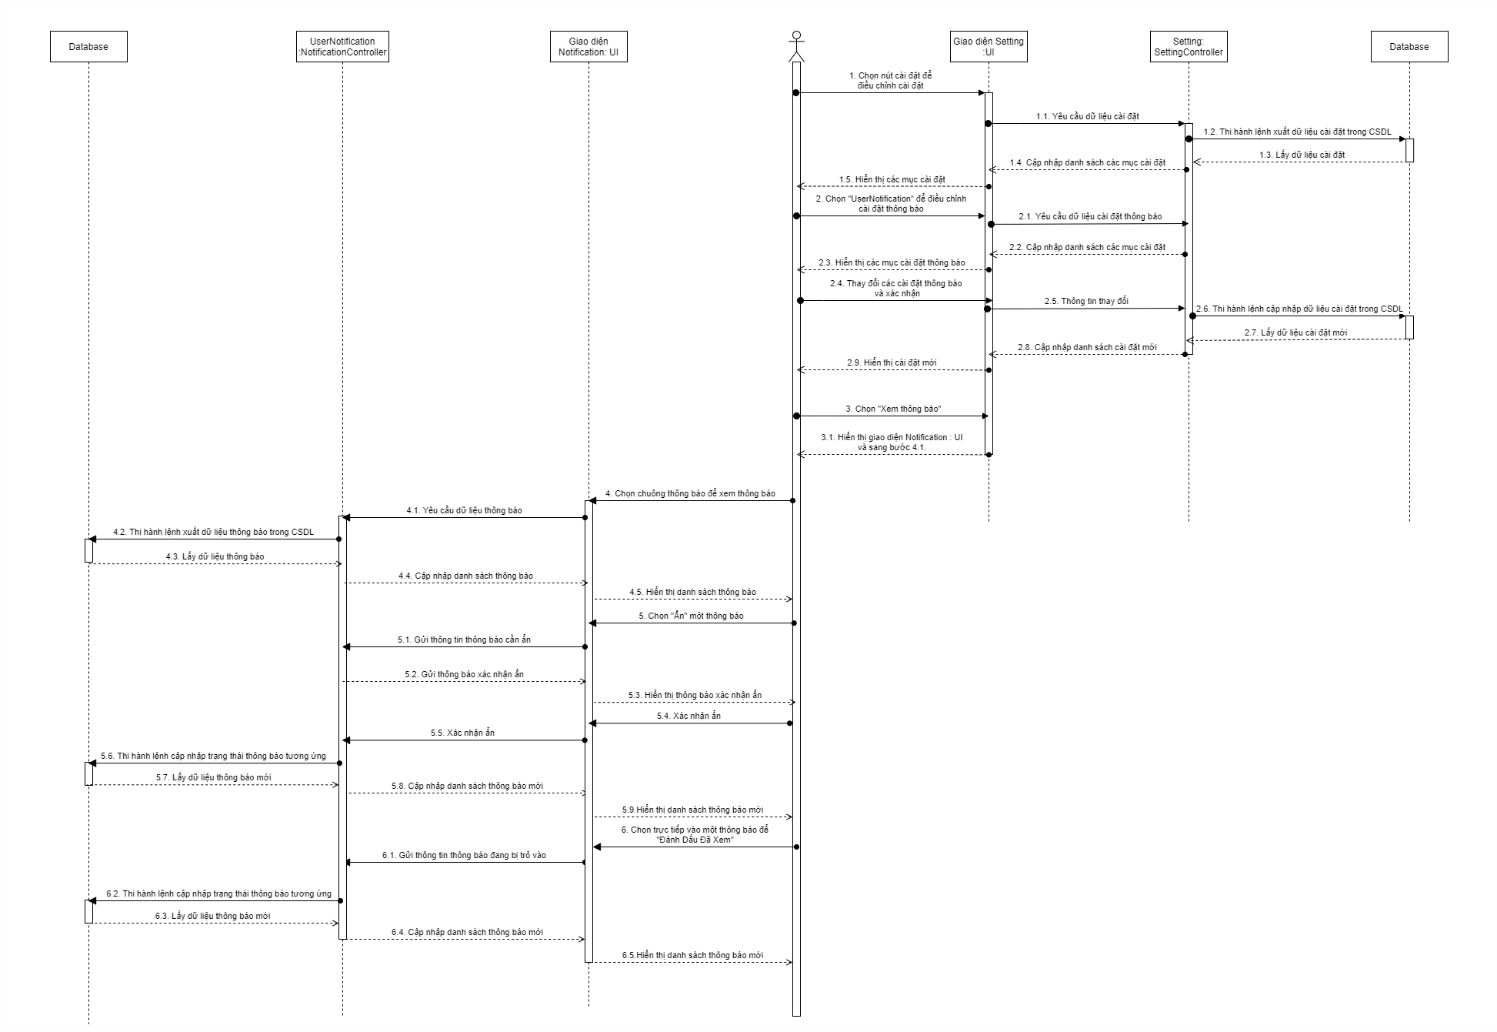 Database
UserNotification
:NotificationController
Giao diện
Notification: UI
Giao diện Setting
:UI
Setting:
SettingController
Database
1. Chọn nút cài đặt để
điều chỉnh cài đặt
1.1. Yêu cầu dữ liệu cài đặt
1.2. Thi hành lệnh xuất dữ liệu cài đặt trong CSDL
1.3. Lấy dữ liệu cài đặt
1.4. Cập nhập danh sách các mục cài đặt
1.5. Hiển thị các mục cài đặt
2. Chọn "UserNotification" để điều chỉnh
cài đặt thông báo
2.1. Yêu cầu dữ liệu cài đặt thông báo
2.2. Cập nhập danh sách các mục cài đặt
2.3. Hiển thị các mục cài đặt thông báo
2.4. Thay đổi các cài đặt thông báo
và xác nhận
2.5. Thông tin thay đổi
2.6. Thi hành lệnh cập nhập dữ liệu cài đặt trong CSDL
2.7. Lấy dữ liệu cài đặt mới
2.8. Cập nhập danh sách cài đặt mới
2.9. Hiển thị cài đặt mới
3. Chọn "Xem thông báo"
3.1. Hiển thị giao diện Notification : UI
và sang bước 4.1.
4. Chọn chuông thông báo để xem thông báo
4.1. Yêu cầu dữ liệu thông báo
4.2. Thi hành lệnh xuất dữ liệu thông báo trong CSDL
4.3. Lấy dữ liệu thông báo
4.4. Cập nhập danh sách thông báo
4.5. Hiển thị danh sách thông báo
5. Chọn "Ẩn" một thông báo
5.1. Gửi thông tin thông báo cần ẩn
5.2. Gửi thông báo xác nhận ẩn
5.3. Hiển thị thông báo xác nhận ẩn
5.4. Xác nhận ẩn
5.5. Xác nhận ẩn
5.6. Thi hành lệnh cập nhập trạng thái thông báo tương ứng
5.7. Lấy dữ liệu thông báo mới
5.8. Cập nhập danh sách thông báo mới
5.9.Hiển thị danh sách thông báo mới
6. Chọn trực tiếp vào một thông báo để
"Đánh Dấu Đã Xem"
6.1. Gửi thông tin thông báo đang bị trỏ vào
6.2. Thi hành lệnh cập nhập trạng thái thông báo tương ứng
6.3. Lấy dữ liệu thông báo mới
6.4. Cập nhập danh sách thông báo mới
6.5.Hiển thị danh sách thông báo mới